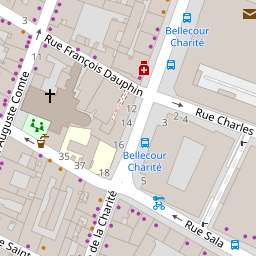 Bellecour
Charité
Rue François Dauphin
11
12
14
3
2-4
Rue Charles
Auguste Comte
Bellecour
Charité
35
37
16
18
5
de la Charité
Rue Sala
e Sainte